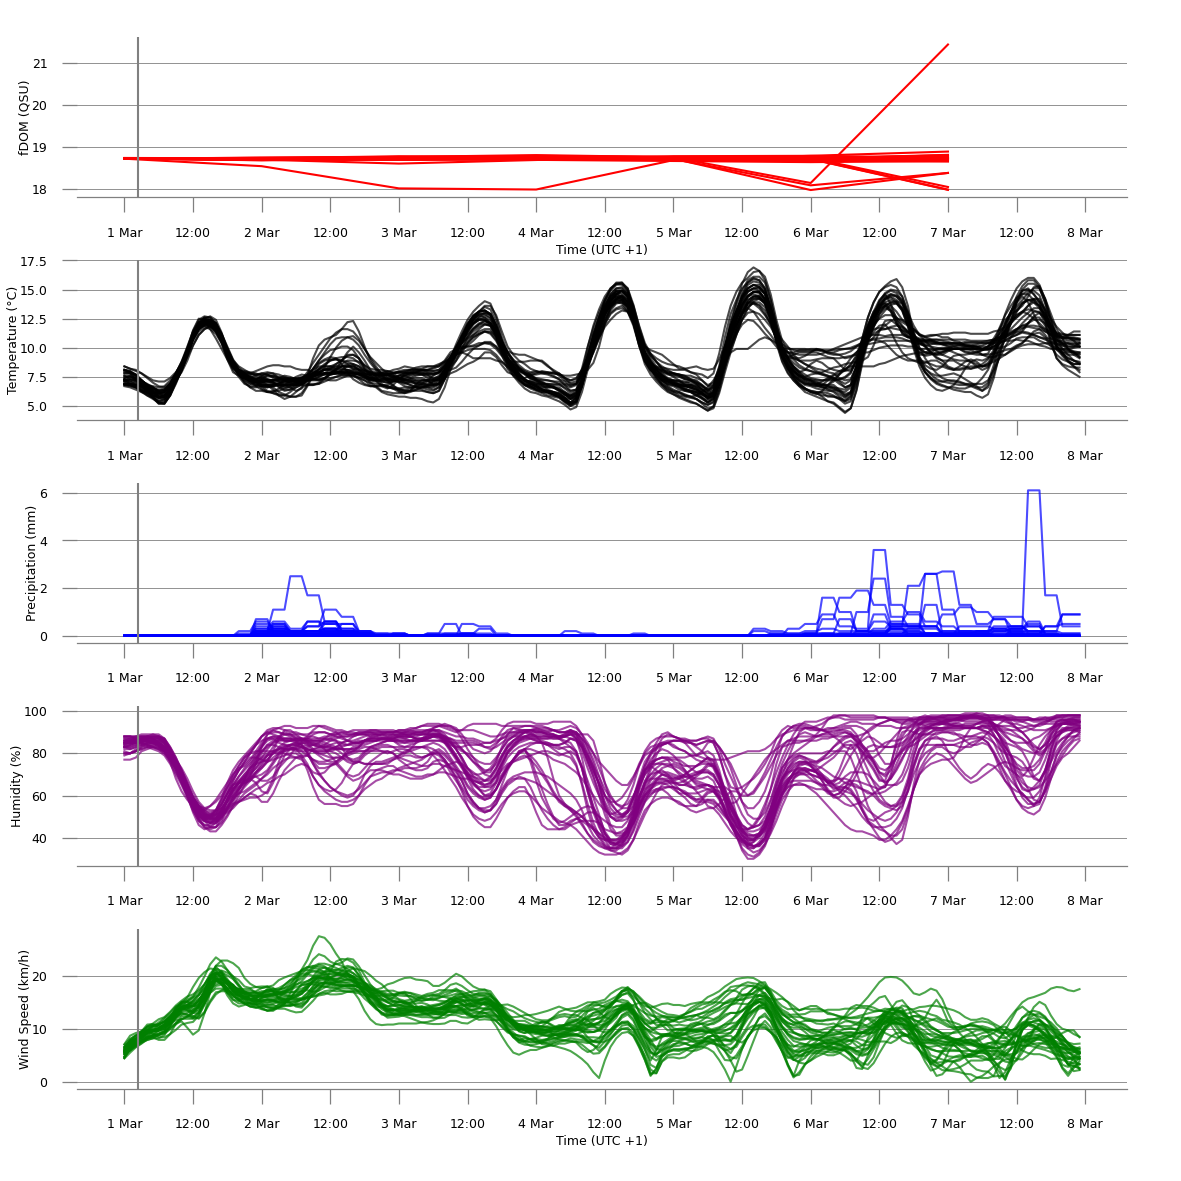 fDOM (QSU)
21
20
19
18
1 Mar 12:00 2 Mar 12:00 3 Mar 12:00 4 Mar 12:00 5 Mar 12:00 6 Mar 12:00 7 Mar 12:00 8 Mar
Time (UTC +1)
Temperature (°C)
17.5
15.0
12.5
10.0
7.5
5.0
1 Mar 12:00 2 Mar 12:00 3 Mar 12:00 4 Mar 12:00 5 Mar 12:00 6 Mar 12:00 7 Mar 12:00 8 Mar
Precipitation (mm)
6
4
2
0
1 Mar 12:00 2 Mar 12:00 3 Mar 12:00 4 Mar 12:00 5 Mar 12:00 6 Mar 12:00 7 Mar 12:00 8 Mar
Humidity (%)
100
80
60
40
1 Mar 12:00 2 Mar 12:00 3 Mar 12:00 4 Mar 12:00 5 Mar 12:00 6 Mar 12:00 7 Mar 12:00 8 Mar
Wind Speed (km/h)
20
10
0
1 Mar 12:00 2 Mar 12:00 3 Mar 12:00 4 Mar 12:00 5 Mar 12:00 6 Mar 12:00 7 Mar 12:00 8 Mar
Time (UTC +1)